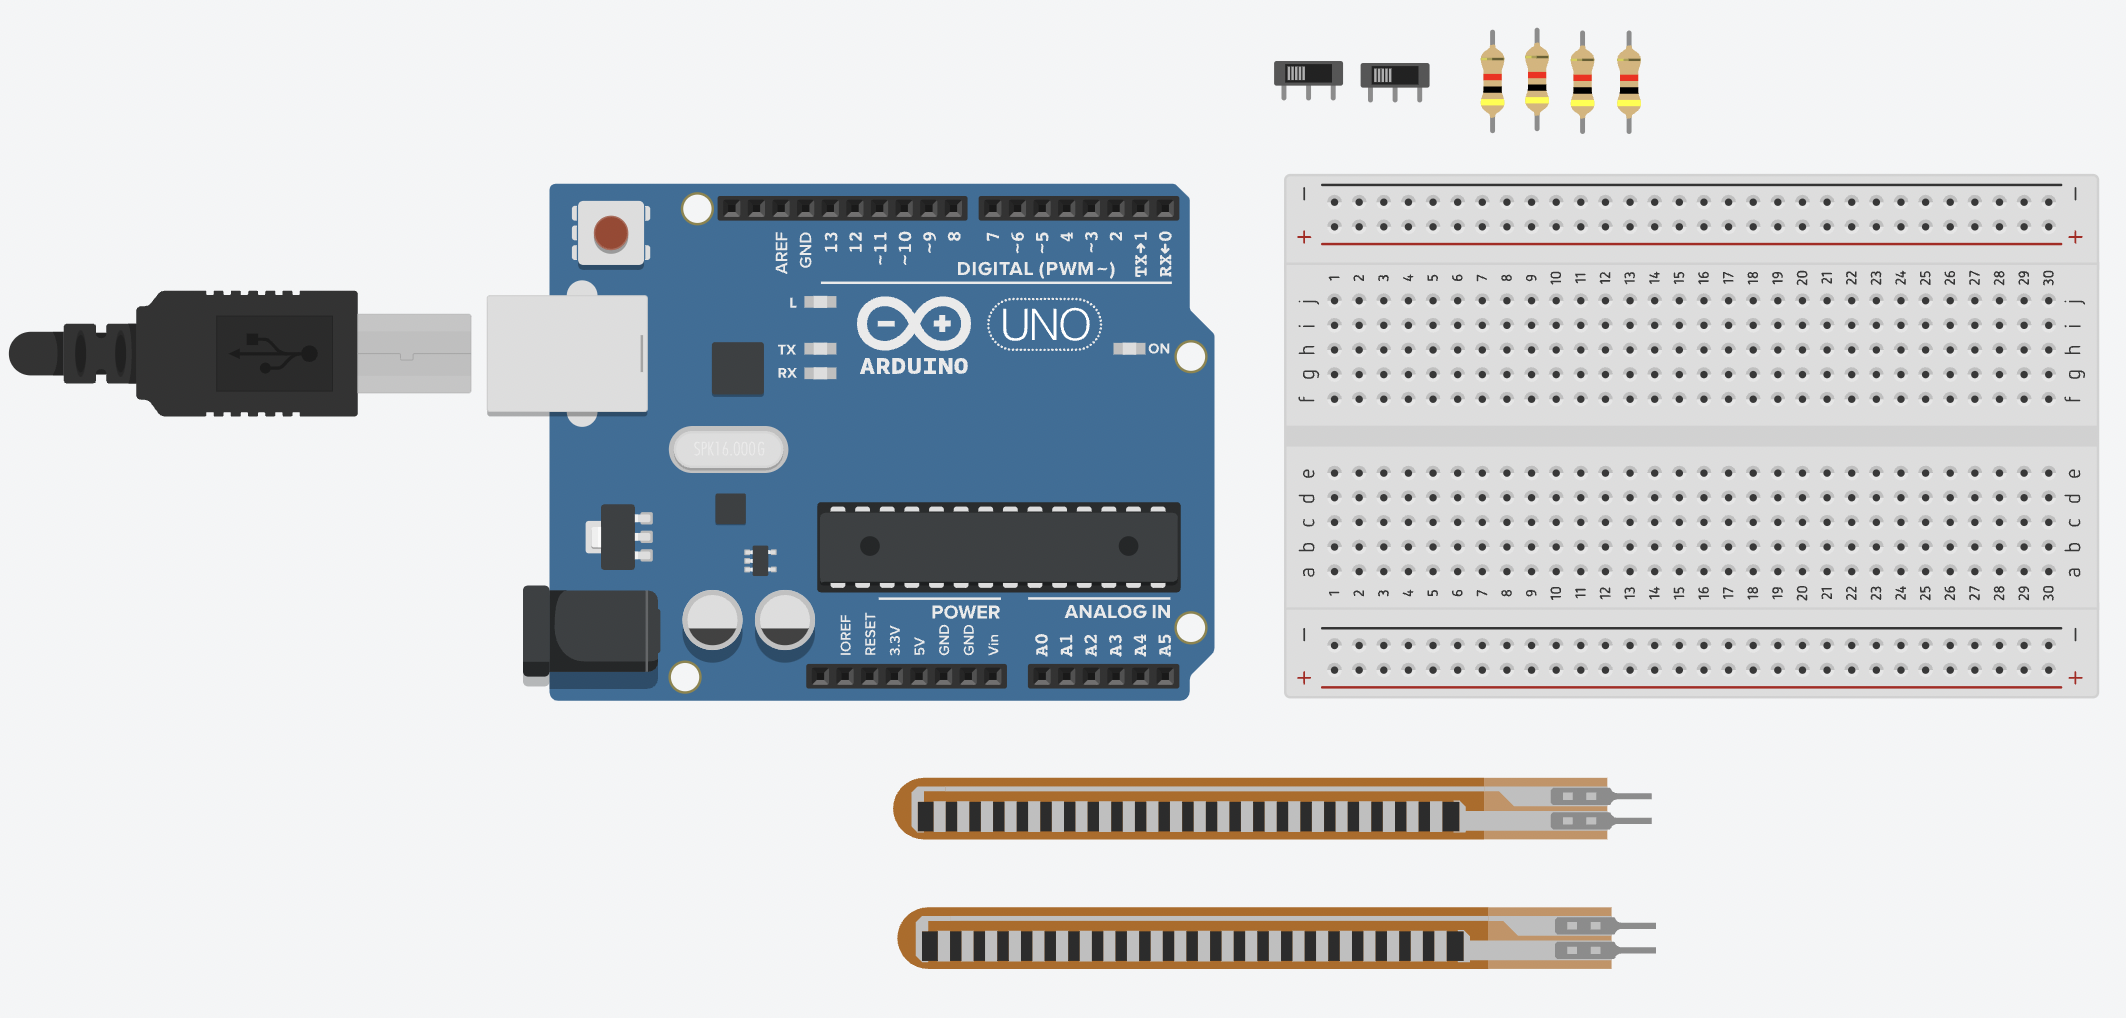 AREF
GND
13
12
~11
~10
~9
8
7
~6
~5
4
~3
2
TX→1
RX←0
DIGITAL (PWM~)
L
TX
RX
ARDUINO
UNO
ON
SPK16.000G
POWER
ANALOG IN
IOREF
RESET
3.3V
5V
GND
GND
Vin
A0
A1
A2
A3
A4
A5
− −
+ +
1 2 3 4 5 6 7 8 9 10 11 12 13 14 15 16 17 18 19 20 21 22 23 24 25 26 27 28 29 30
j j
i i
h h
g g
f f
e e
d d
c c
b b
a a
1 2 3 4 5 6 7 8 9 10 11 12 13 14 15 16 17 18 19 20 21 22 23 24 25 26 27 28 29 30
− −
+ +